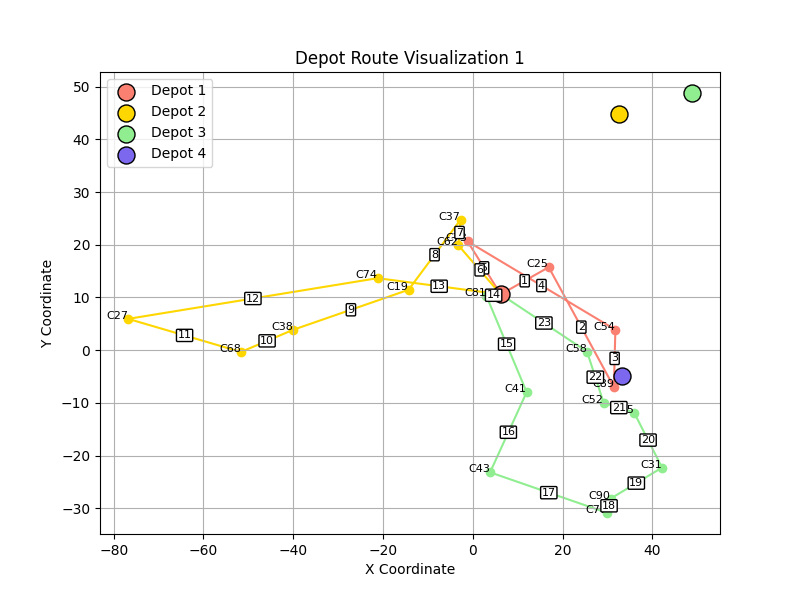 Depot Route Visualization 1
Depot 1
Depot 2
Depot 3
Depot 4
Y Coordinate
50
40
30
20
10
0
−10
−20
−30
−80
−60
−40
−20
0
20
40
X Coordinate
C37
7
C62
8
6
C25
1
4
C74
13
C19
C81
14
12
9
C27
11
C68
10
C38
23
2
C54
15
C58
3
22
C39
C41
C52
21
16
20
C43
C31
17
19
C90
18
C7